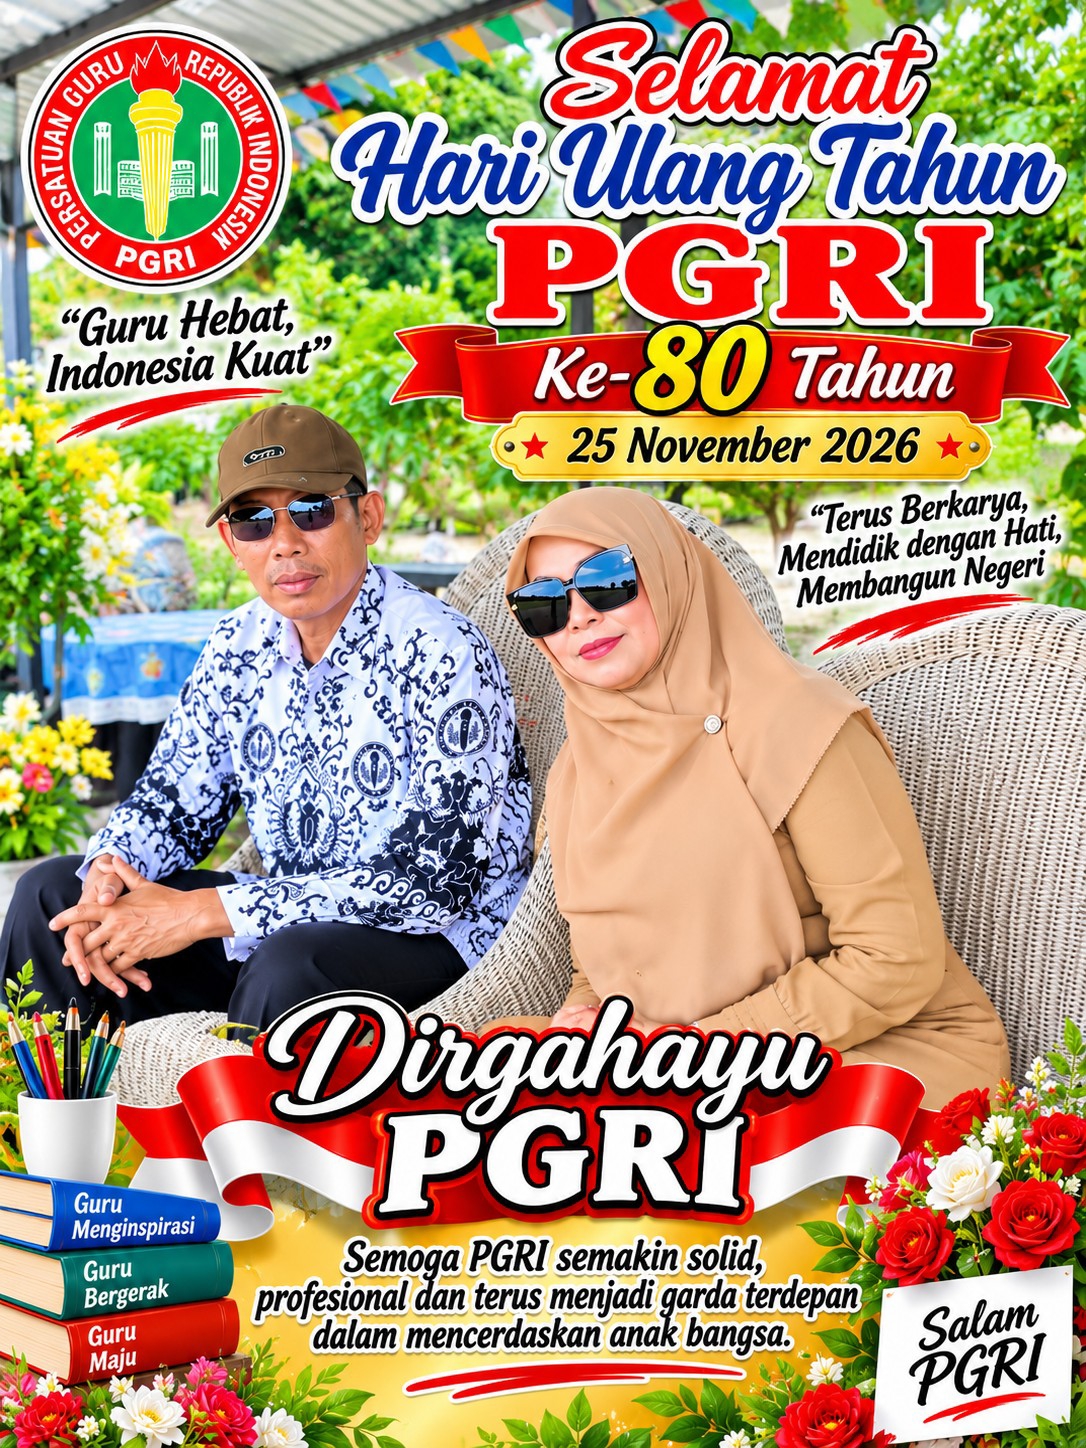 PERSATUAN GURU REPUBLIK INDONESIA
PGRI
Selamat
Hari Ulang Tahun
PGRI
Ke-80 Tahun
25 November 2026
“Guru Hebat,
Indonesia Kuat”
“Terus Berkarya,
Mendidik dengan Hati,
Membangun Negeri
Dirgahayu
PGRI
Guru
Menginspirasi
Guru
Bergerak
Guru
Maju
Semoga PGRI semakin solid,
profesional dan terus menjadi garda terdepan
dalam mencerdaskan anak bangsa.
Salam
PGRI